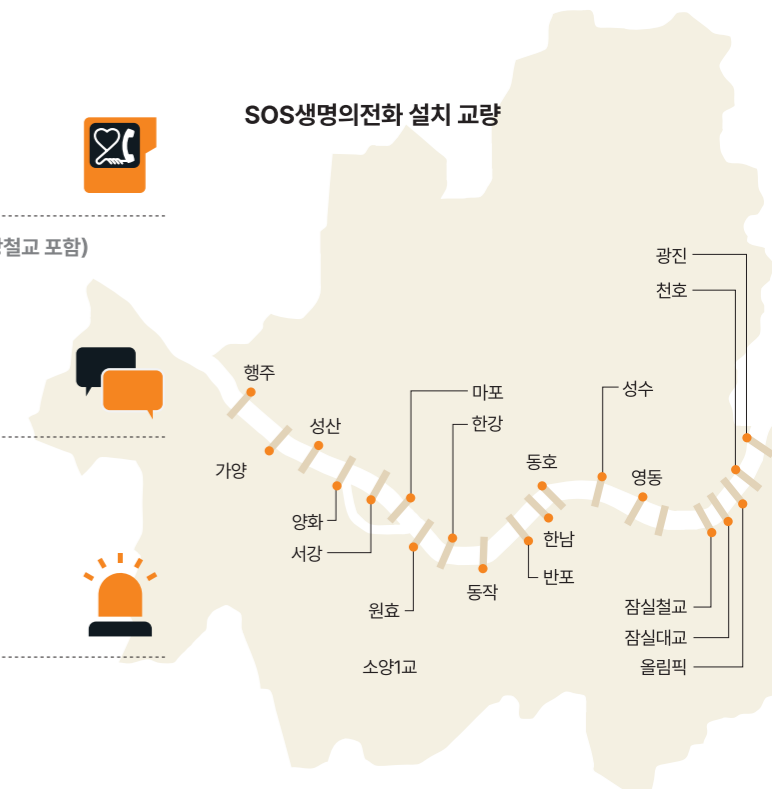 SOS생명의전화 설치 교량
철교 포함)
광진
천호
행주
마포
성수
한강
성산
동호
가양
영동
양화
한남
서강
반포
동작
원효
잠실철교
잠실대교
소양1교
올림픽